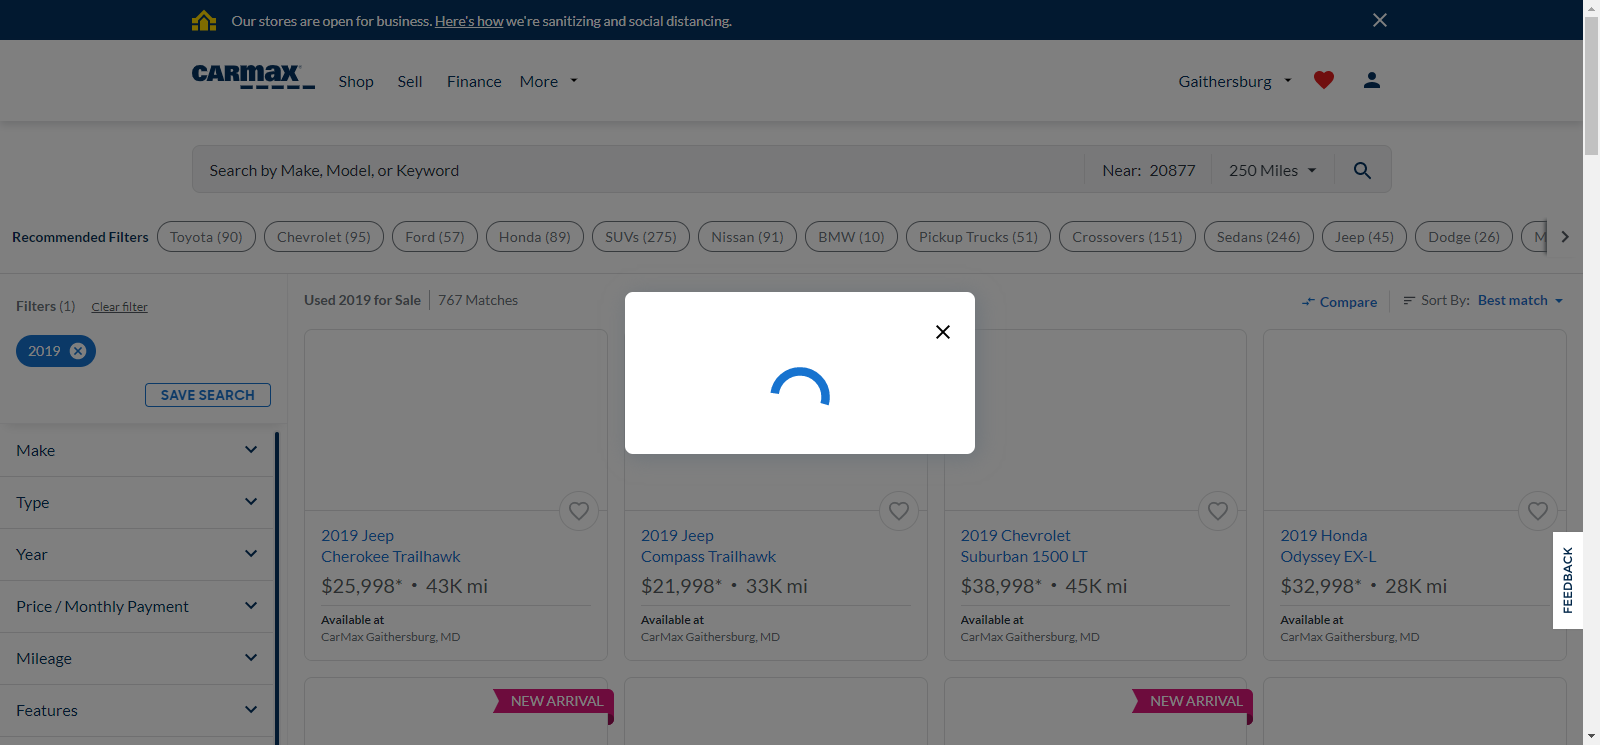 Our stores are open for business. Here's how we're sanitizing and social distancing.
CARMAX
Shop
Sell
Finance
More
Gaithersburg
Search by Make, Model, or Keyword
Near: 20877
250 Miles
Recommended Filters
Toyota (90)
Chevrolet (95)
Ford (57)
Honda (89)
SUVs (275)
Nissan (91)
BMW (10)
Pickup Trucks (51)
Crossovers (151)
Sedans (246)
Jeep (45)
Dodge (26)
M
Filters (1)
Clear filter
2019
SAVE SEARCH
Make
Type
Year
Price / Monthly Payment
Mileage
Features
Used 2019 for Sale
767 Matches
Compare
Sort By: Best match
2019 Jeep
Cherokee Trailhawk
$25,998* • 43K mi
Available at
CarMax Gaithersburg, MD
2019 Jeep
Compass Trailhawk
$21,998* • 33K mi
Available at
CarMax Gaithersburg, MD
2019 Chevrolet
Suburban 1500 LT
$38,998* • 45K mi
Available at
CarMax Gaithersburg, MD
2019 Honda
Odyssey EX-L
$32,998* • 28K mi
Available at
CarMax Gaithersburg, MD
NEW ARRIVAL
NEW ARRIVAL
FEEDBACK